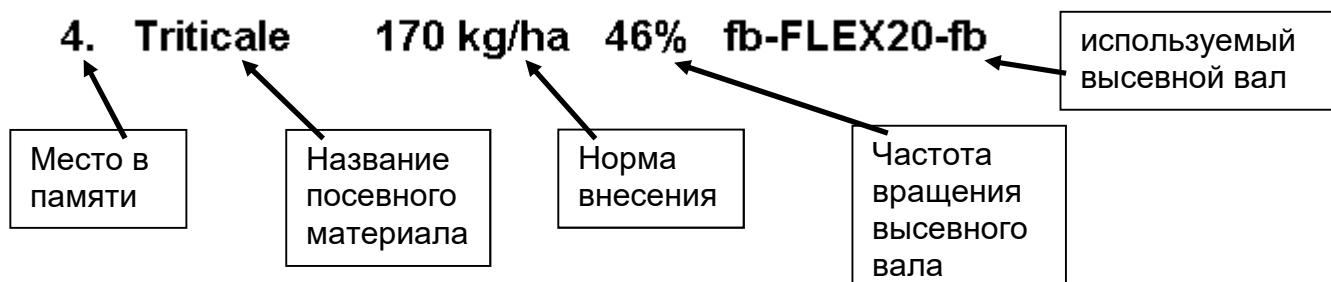 4. Triticale 170 kg/ha 46% fb-FLEX20-fb
используемый
высевной вал
Место в
памяти
Название
посевного
материала
Норма
внесения
Частота
вращения
высевного
вала